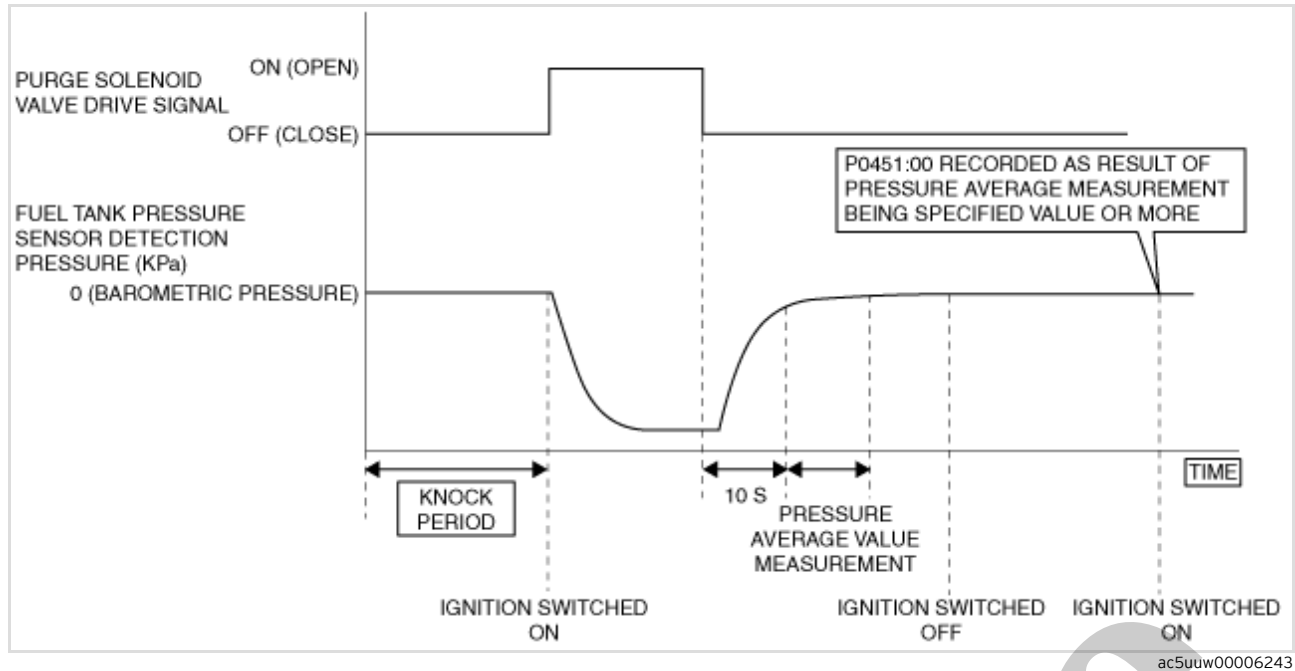 PURGE SOLENOID
VALVE DRIVE SIGNAL
ON (OPEN)
OFF (CLOSE)
P0451:00 RECORDED AS RESULT OF
PRESSURE AVERAGE MEASUREMENT
BEING SPECIFIED VALUE OR MORE
FUEL TANK PRESSURE
SENSOR DETECTION
PRESSURE (KPa)
0 (BAROMETRIC PRESSURE)
TIME
KNOCK
PERIOD
10 S
PRESSURE
AVERAGE VALUE
MEASUREMENT
IGNITION SWITCHED
ON
IGNITION SWITCHED
OFF
IGNITION SWITCHED
ON
ac5uuw00006243